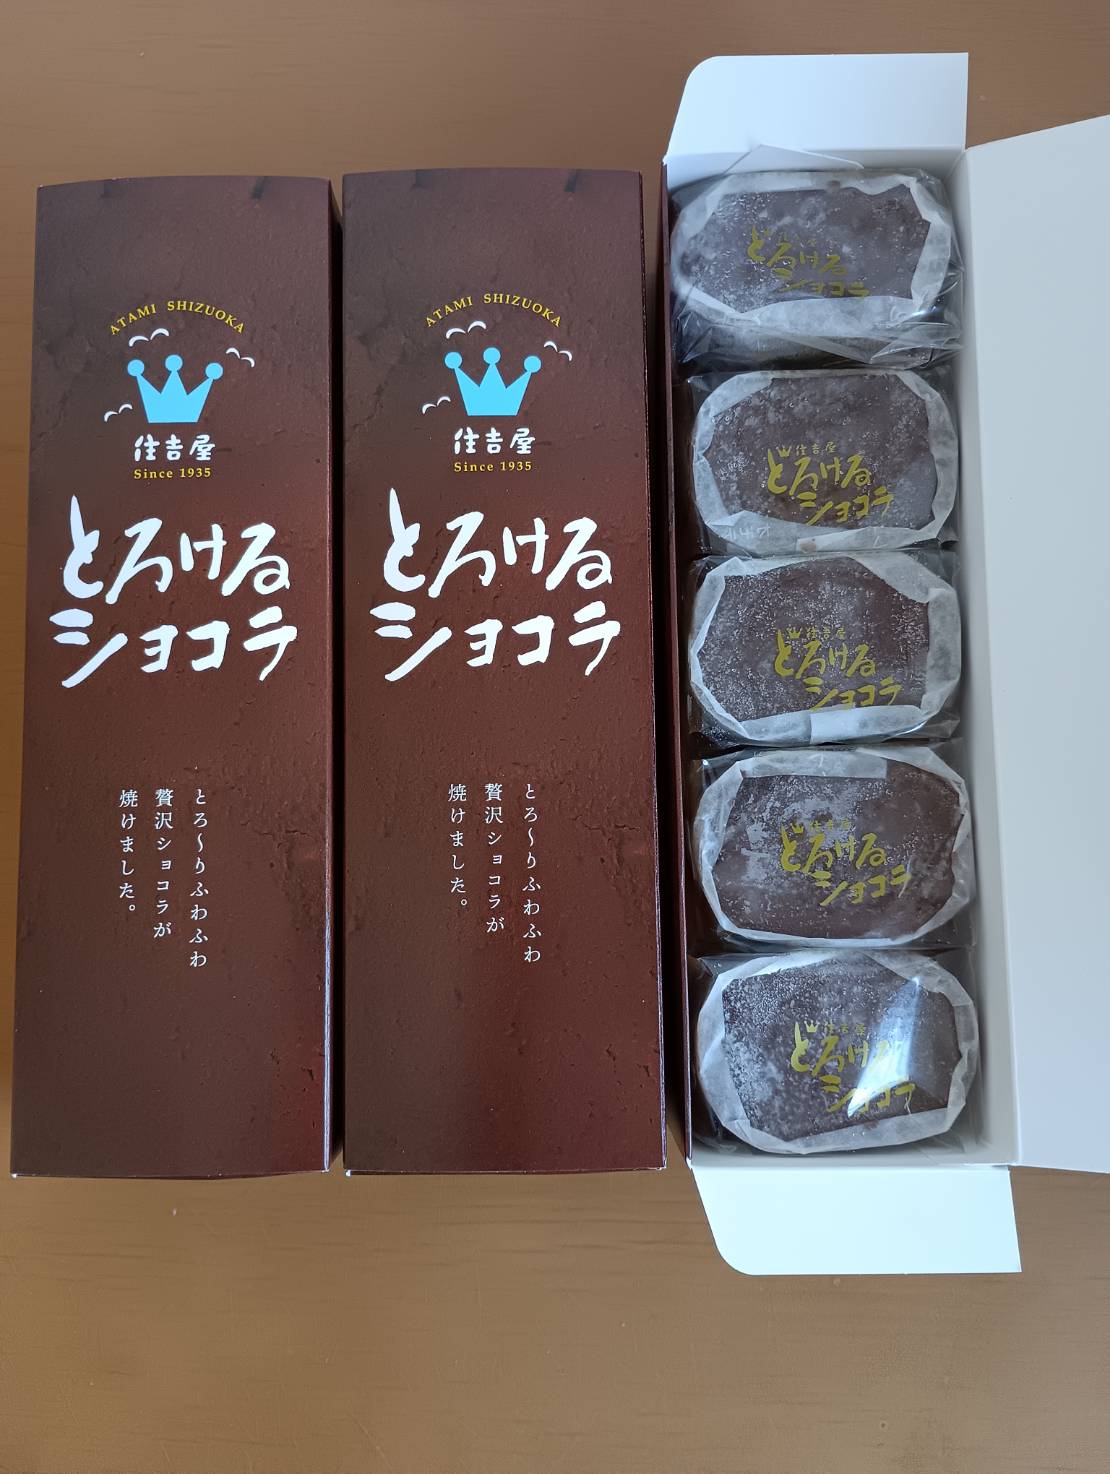 ATAMI SHIZUOKA
住吉屋
Since 1935
とろける
ショコラ
とろ～りふわふわ
贅沢ショコラが
焼けました。
ATAMI SHIZUOKA
住吉屋
Since 1935
とろける
ショコラ
とろ～りふわふわ
贅沢ショコラが
焼けました。
とろける
ショコラ
住吉屋
とろける
ショコラ
住吉屋
とろける
ショコラ
住吉屋
とろける
ショコラ
住吉屋
とろける
ショコラ